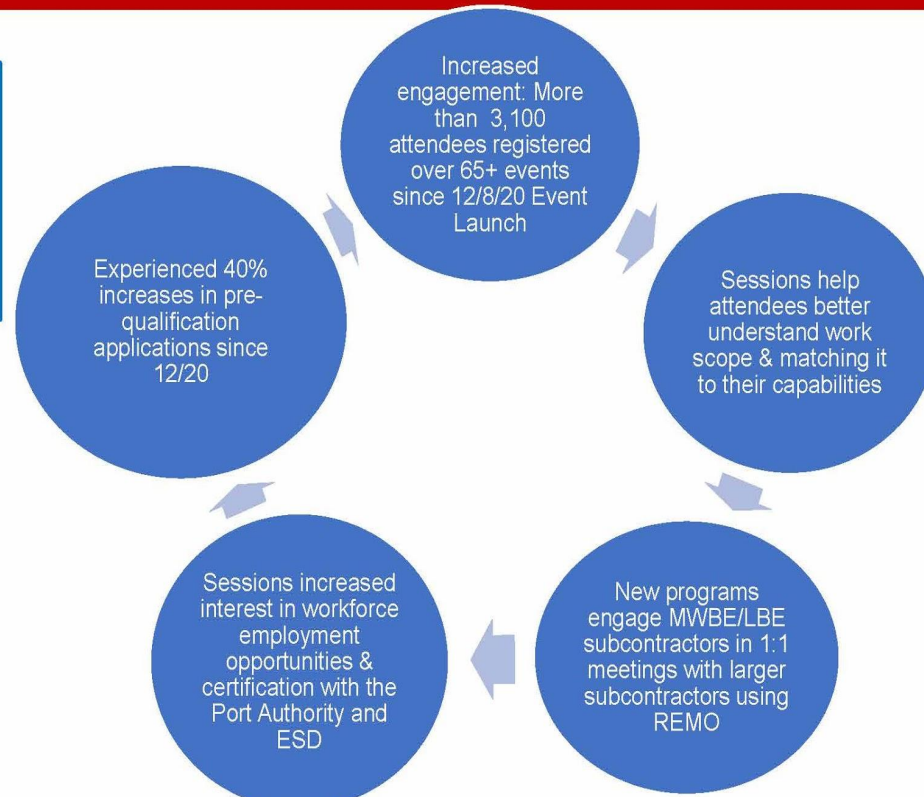 Increased
engagement: More
than 3,100
attendees registered
over 65+ events
since 12/8/20 Event
Launch
Sessions help
attendees better
understand work
scope & matching it
to their capabilities
New programs
engage MWBE/LBE
subcontractors in 1:1
meetings with larger
subcontractors using
REMO
Sessions increased
interest in workforce
employment
opportunities &
certification with the
Port Authority and
ESD
Experienced 40%
increases in pre-
qualification
applications since
12/20